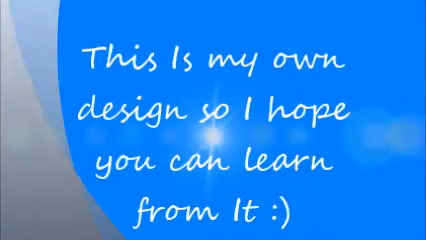 This Is my own
design so I hope
you can learn
from It :)